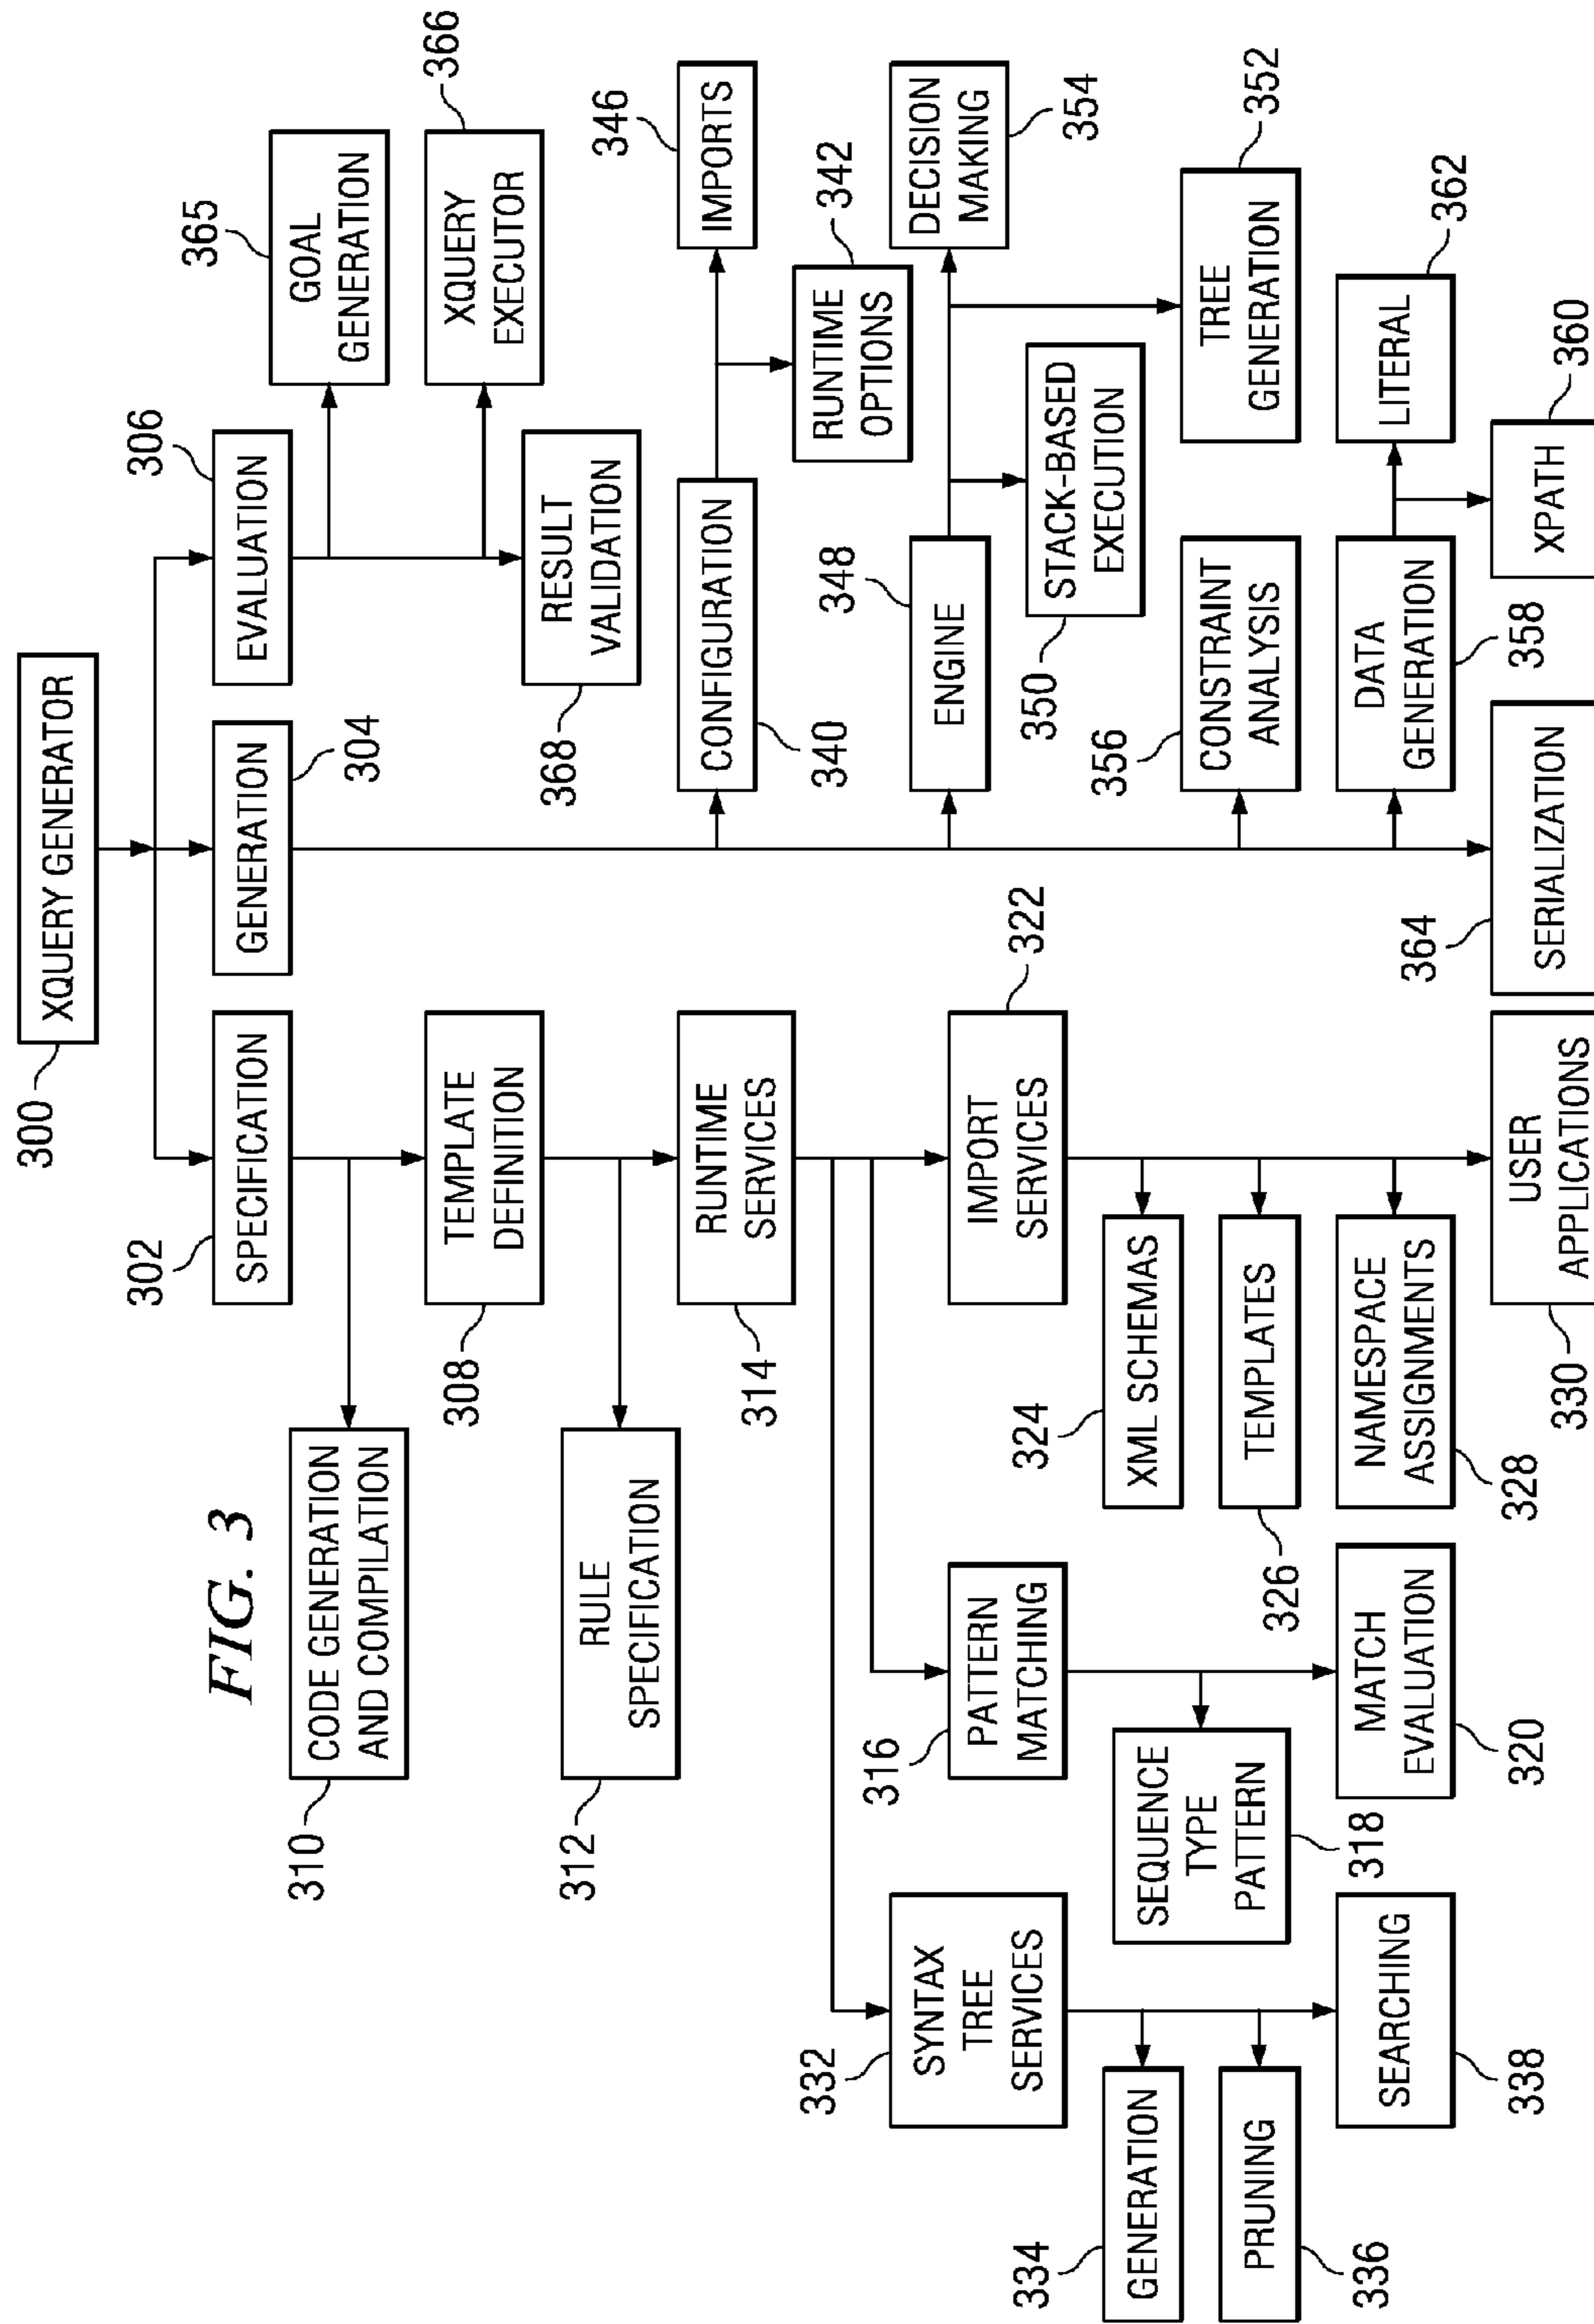 FIG. 3
300
XQUERY GENERATOR
302
SPECIFICATION
304
GENERATION
306
EVALUATION
310
CODE GENERATION
AND COMPILATION
308
TEMPLATE
DEFINITION
312
RULE
SPECIFICATION
314
RUNTIME
SERVICES
365
GOAL
GENERATION
366
XQUERY
EXECUTOR
368
RESULT
VALIDATION
332
SYNTAX
TREE
SERVICES
334
GENERATION
336
PRUNING
338
SEARCHING
316
PATTERN
MATCHING
318
SEQUENCE
TYPE
PATTERN
320
MATCH
EVALUATION
322
IMPORT
SERVICES
324
XML SCHEMAS
326
TEMPLATES
328
NAMESPACE
ASSIGNMENTS
330
USER
APPLICATIONS
340
CONFIGURATION
346
IMPORTS
342
RUNTIME
OPTIONS
348
ENGINE
354
DECISION
MAKING
350
STACK-BASED
EXECUTION
352
TREE
GENERATION
356
CONSTRAINT
ANALYSIS
358
DATA
GENERATION
362
LITERAL
360
XPATH
364
SERIALIZATION